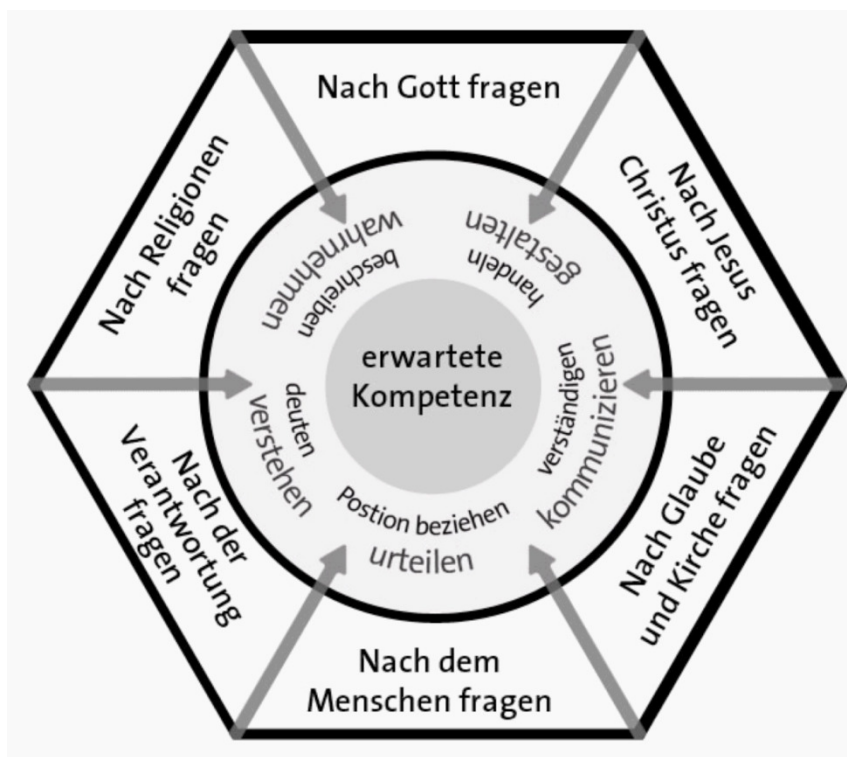 Nach Gott fragen
Nach Jesus
Christus fragen
Nach Glaube
und Kirche fragen
Nach dem
Menschen fragen
Nach der
Verantwortung
fragen
Nach Religionen
fragen
wahrnehmen
beschreiben
gestalten
handeln
verständigen
kommunizieren
Postion beziehen
urteilen
deuten
verstehen
erwartete
Kompetenz